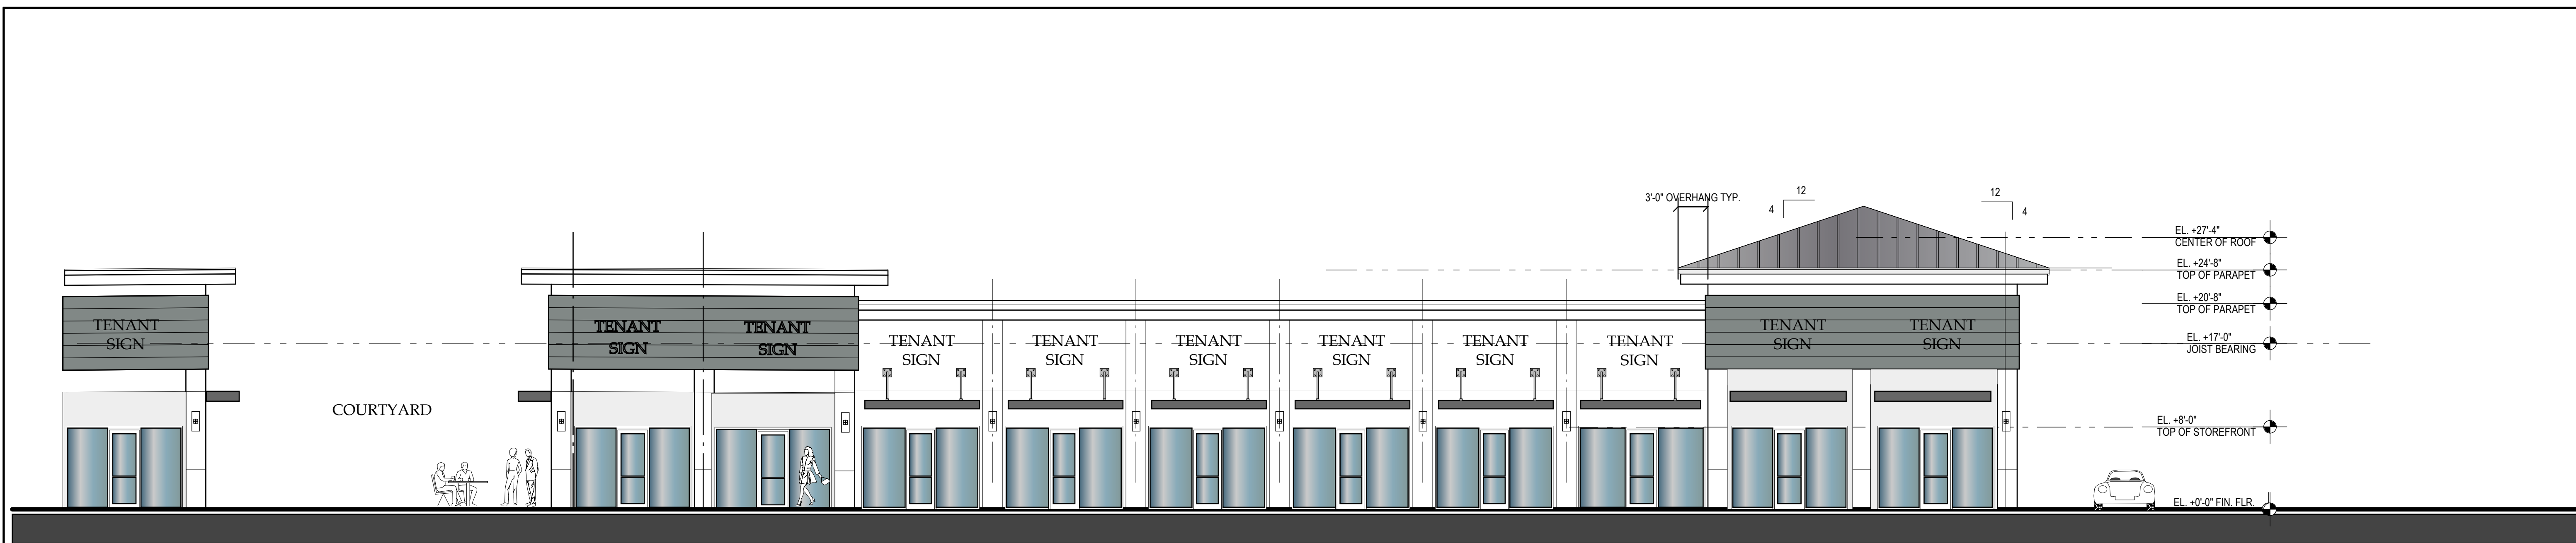 3'-0" OVERHANG TYP.
12
4
12
4
EL. +27'-4"
CENTER OF ROOF
EL. +24'-8"
TOP OF PARAPET
EL. +20'-8"
TOP OF PARAPET
EL. +17'-0"
JOIST BEARING
EL. +8'-0"
TOP OF STOREFRONT
EL. +0'-0" FIN. FLR.
TENANT
SIGN
COURTYARD
TENANT
SIGN
TENANT
SIGN
TENANT
SIGN
TENANT
SIGN
TENANT
SIGN
TENANT
SIGN
TENANT
SIGN
TENANT
SIGN
TENANT
SIGN
TENANT
SIGN